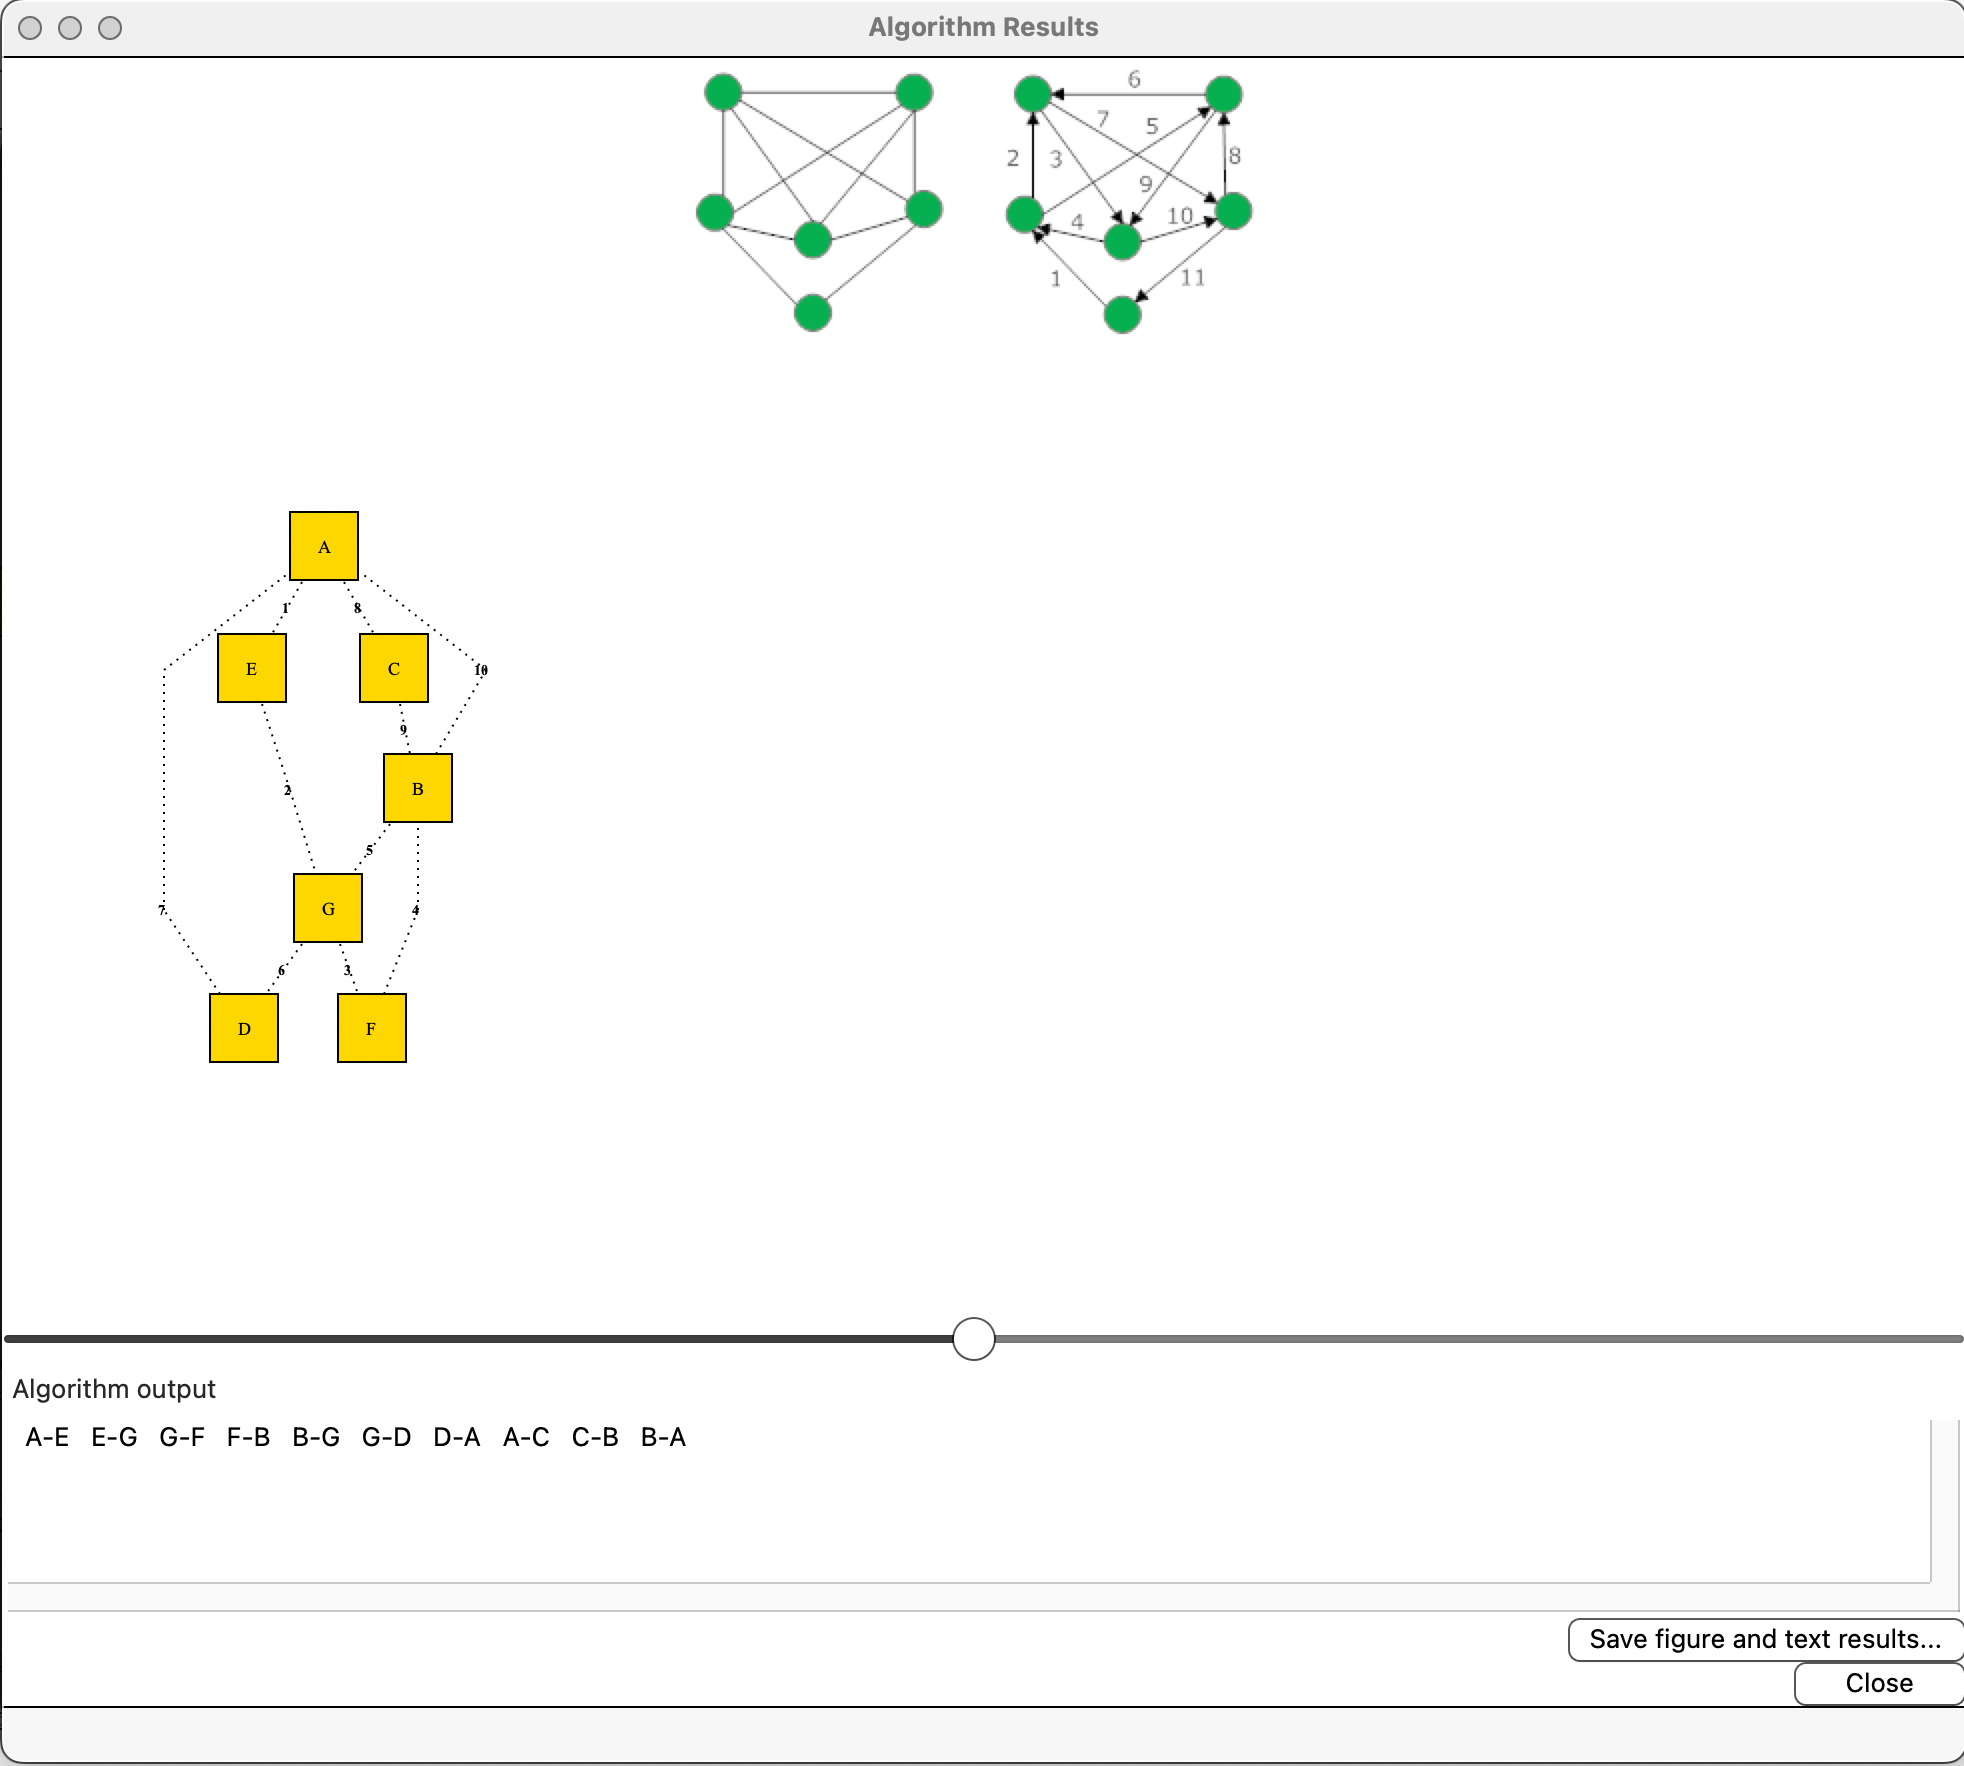 Algorithm Results
6
7 5
2 3 8
9
4 10
1 11
A
1 8
E C 10
9
2 B
5
7 G 4
6 3
D F
Algorithm output
A-E E-G G-F F-B B-G G-D D-A A-C C-B B-A
Save figure and text results...
Close